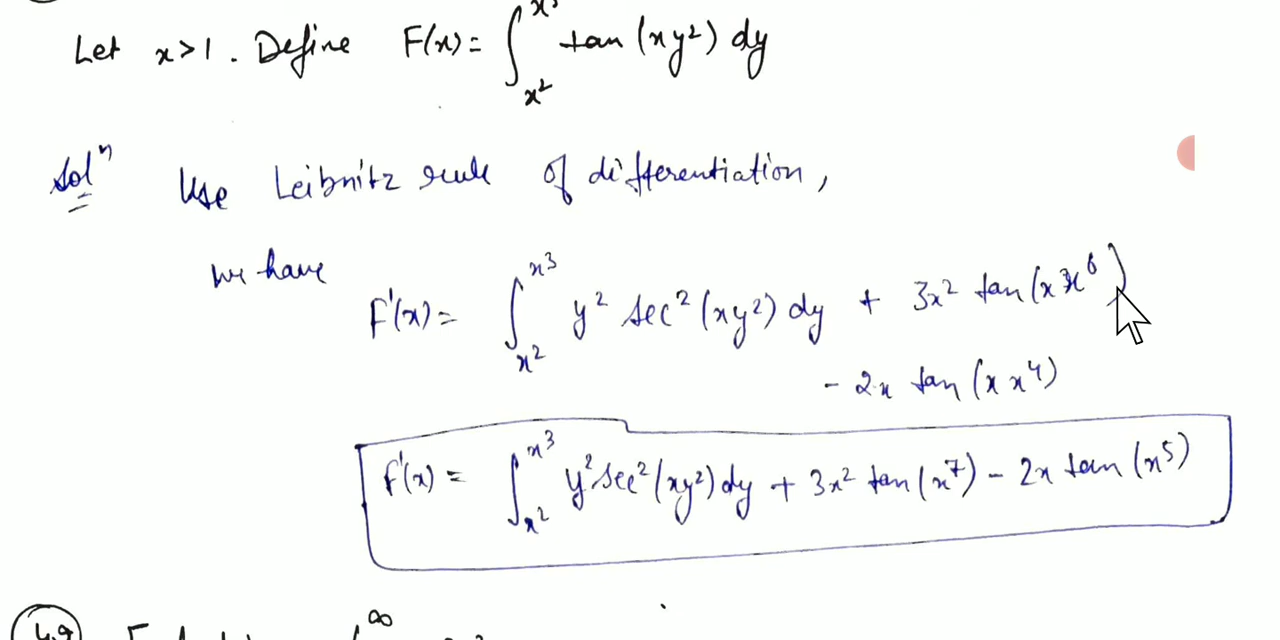 Let x>1. Define F(x)= ∫_{x²}^{x³} tan(xy²) dy
Solⁿ Use Leibnitz rule of differentiation,
we have
F'(x)= ∫_{x²}^{x³} y² sec²(xy²) dy + 3x² tan(x x⁶)
- 2x tan(x x⁴)
F'(x) = ∫_{x²}^{x³} y² sec²(xy²) dy + 3x² tan(x⁷) - 2x tan(x⁵)
∞